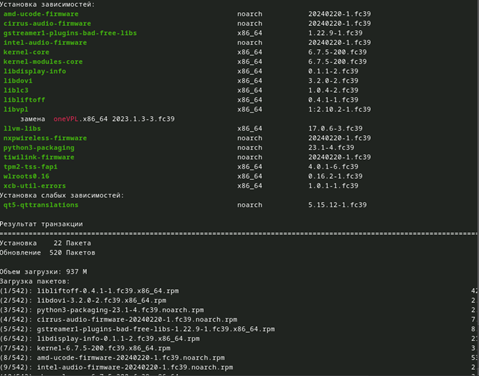 Установка зависимостей:
amd-ucode-firmware noarch 20240220-1.fc39
cirrus-audio-firmware noarch 20240220-1.fc39
gstreamer1-plugins-bad-free-libs x86_64 1.22.9-1.fc39
intel-audio-firmware noarch 20240220-1.fc39
kernel-core x86_64 6.7.5-200.fc39
kernel-modules-core x86_64 6.7.5-200.fc39
libdisplay-info x86_64 0.1.1-2.fc39
libdovi x86_64 3.2.0-2.fc39
liblc3 x86_64 1.0.4-2.fc39
libliftoff x86_64 0.4.1-1.fc39
libvpl x86_64 1:2.10.2-1.fc39
замена oneVPL.x86_64 2023.1.3-3.fc39
llvm-libs x86_64 17.0.6-3.fc39
nxpwireless-firmware noarch 20240220-1.fc39
python3-packaging noarch 23.1-4.fc39
tiwilink-firmware noarch 20240220-1.fc39
tpm2-tss-fapi x86_64 4.0.1-6.fc39
wlroots0.16 x86_64 0.16.2-1.fc39
xcb-util-errors x86_64 1.0.1-1.fc39
Установка слабых зависимостей:
qt5-qttranslations noarch 5.15.12-1.fc39
Результат транзакции
Установка 22 Пакета
Обновление 520 Пакетов
Объем загрузки: 937 M
Загрузка пакетов:
(1/542): libliftoff-0.4.1-1.fc39.x86_64.rpm 42
(2/542): libdovi-3.2.0-2.fc39.x86_64.rpm 2
(3/542): python3-packaging-23.1-4.fc39.noarch.rpm 2
(4/542): cirrus-audio-firmware-20240220-1.fc39.noarch.rpm 7
(5/542): gstreamer1-plugins-bad-free-libs-1.22.9-1.fc39.x86_64.rpm 8
(6/542): libdisplay-info-0.1.1-2.fc39.x86_64.rpm 2
(7/542): kernel-6.7.5-200.fc39.x86_64.rpm 3
(8/542): amd-ucode-firmware-20240220-1.fc39.noarch.rpm 5
(9/542): intel-audio-firmware-20240220-1.fc39.noarch.rpm 2